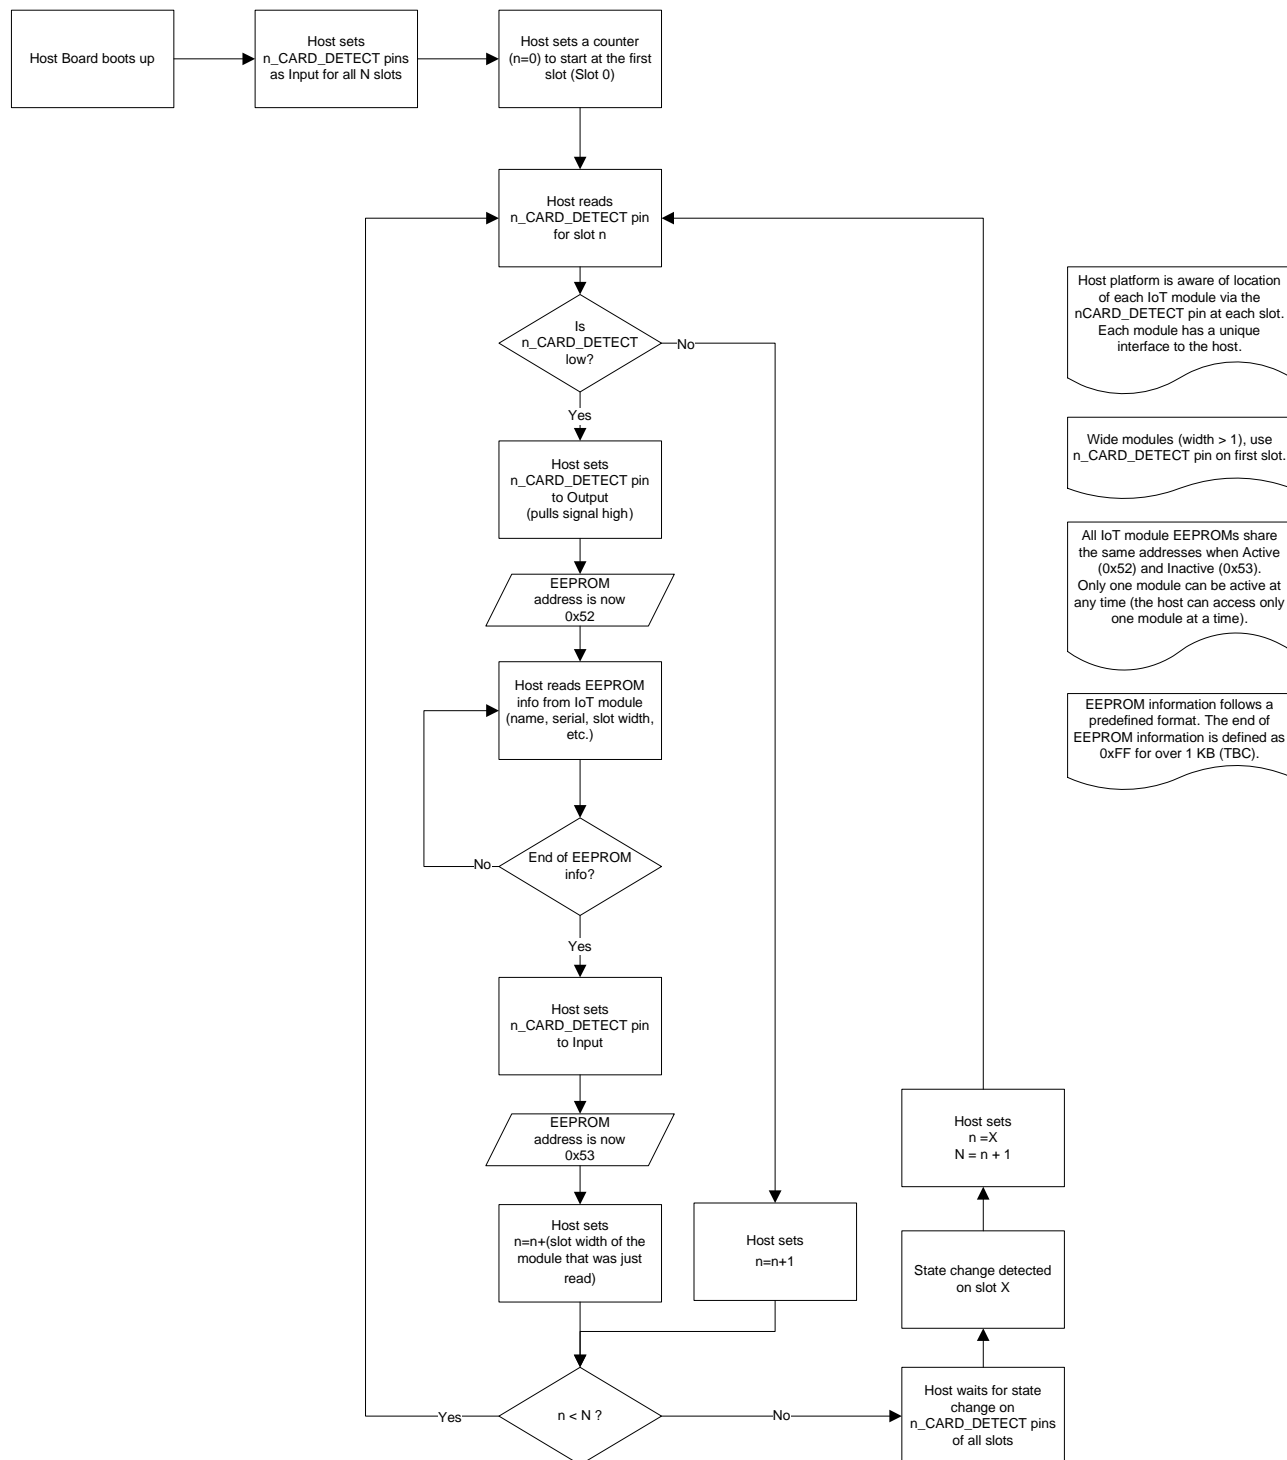 Host Board boots up
Host sets
n_CARD_DETECT pins
as Input for all N slots
Host sets a counter
(n=0) to start at the first
slot (Slot 0)
Host reads
n_CARD_DETECT pin
for slot n
Is
n_CARD_DETECT
low?
No
Yes
Host sets
n_CARD_DETECT pin
to Output
(pulls signal high)
EEPROM
address is now
0x52
Host reads EEPROM
info from IoT module
(name, serial, slot width,
etc.)
End of EEPROM
info?
No
Yes
Host sets
n_CARD_DETECT pin
to Input
EEPROM
address is now
0x53
Host sets
n=n+(slot width of the
module that was just
read)
Host sets
n=n+1
n < N ?
Yes
No
Host waits for state
change on
n_CARD_DETECT pins
of all slots
State change detected
on slot X
Host sets
n =X
N = n + 1
Host platform is aware of location
of each IoT module via the
nCARD_DETECT pin at each slot.
Each module has a unique
interface to the host.
Wide modules (width > 1), use
n_CARD_DETECT pin on first slot.
All IoT module EEPROMs share
the same addresses when Active
(0x52) and Inactive (0x53).
Only one module can be active at
any time (the host can access only
one module at a time).
EEPROM information follows a
predefined format. The end of
EEPROM information is defined as
0xFF for over 1 KB (TBC).